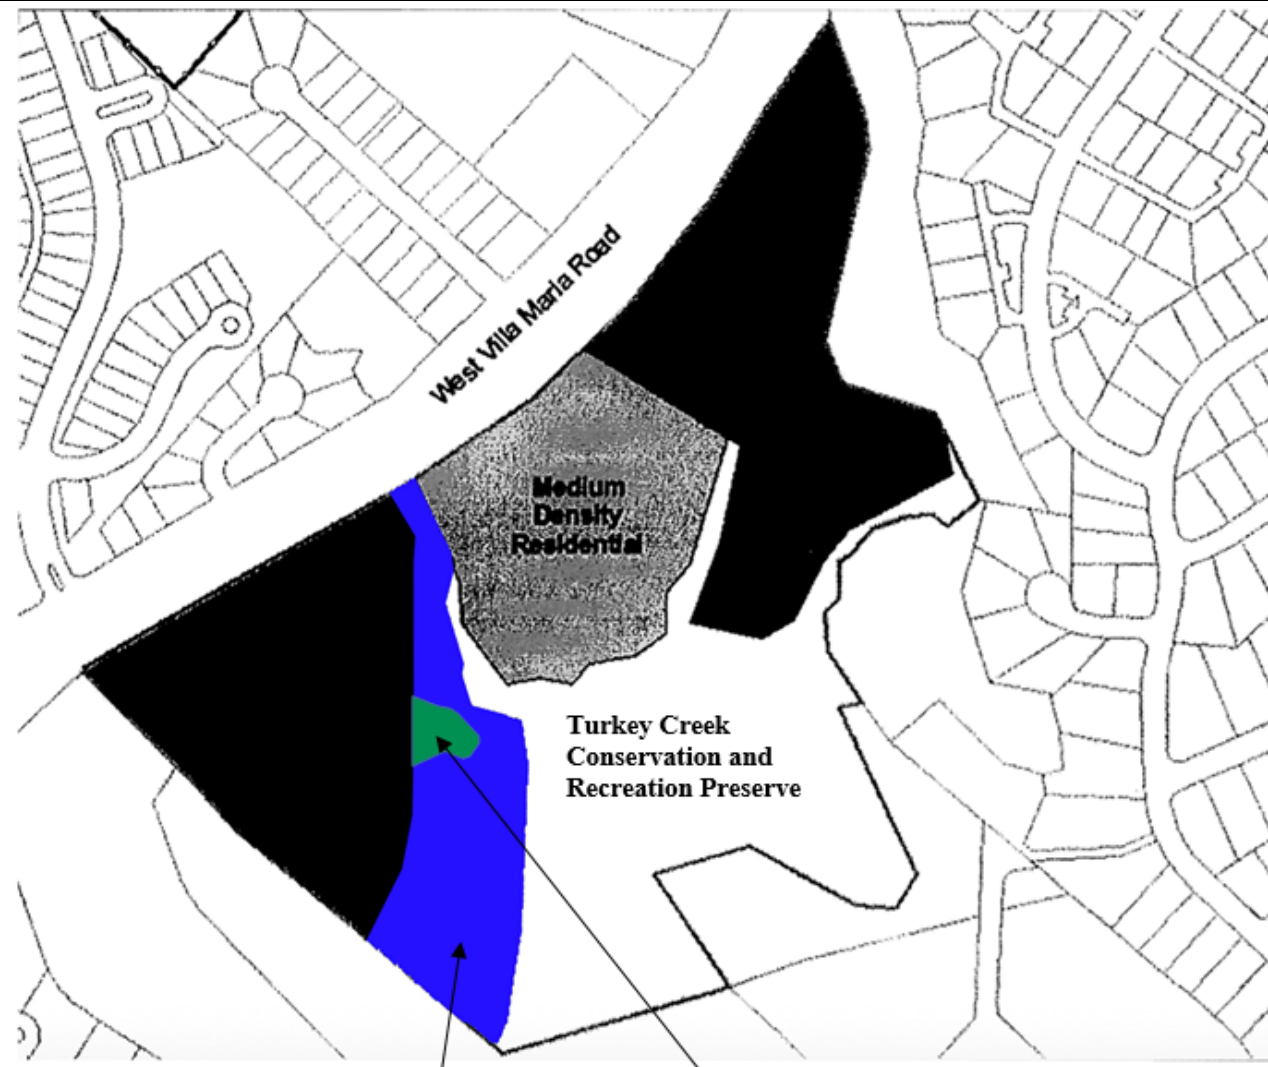 West Villa Maria Road
Medium
Density
Residential
Turkey Creek
Conservation and
Recreation Preserve